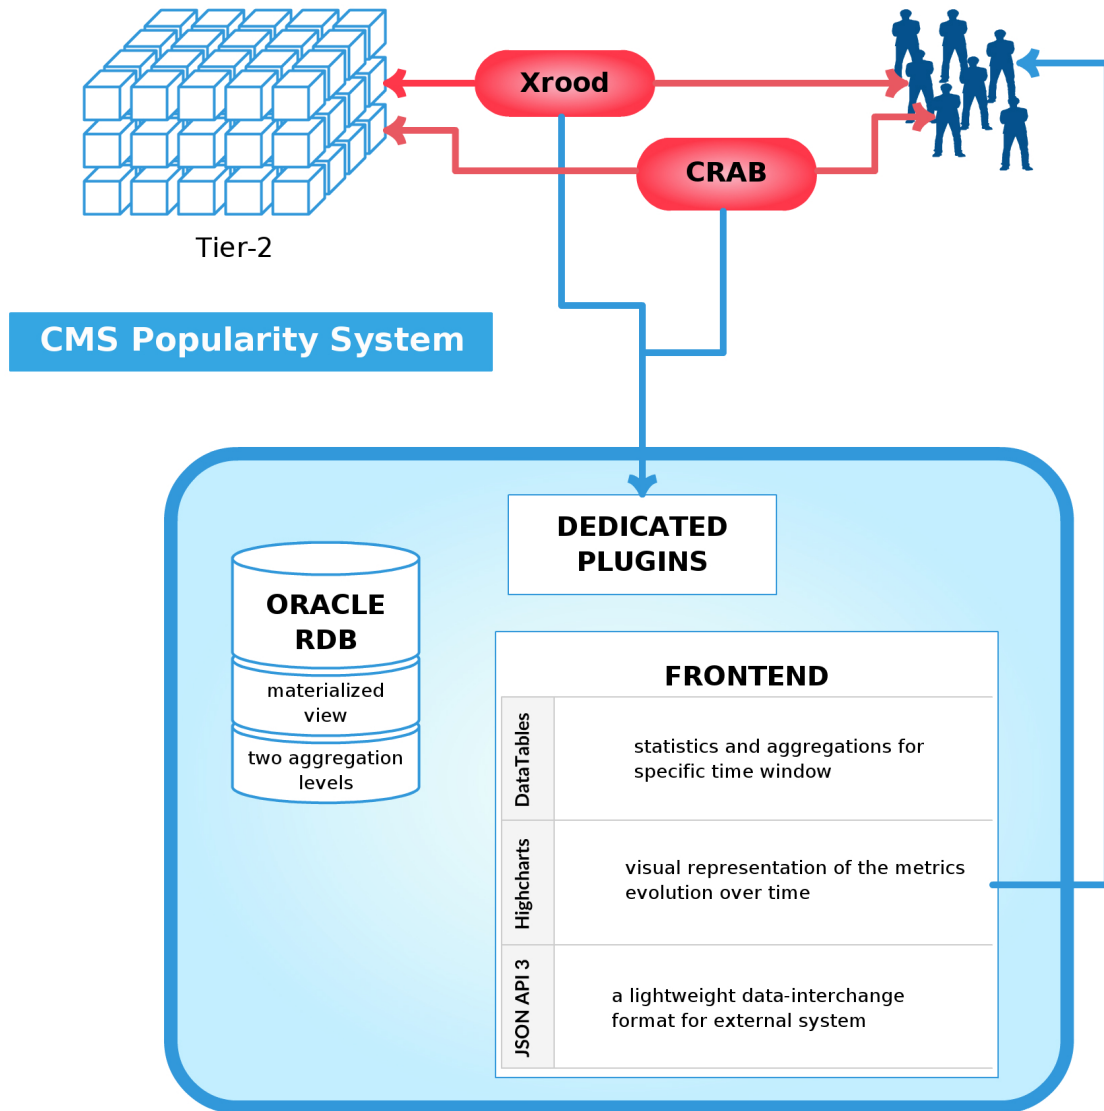 Xrood
CRAB
Tier-2
CMS Popularity System
DEDICATED
PLUGINS
ORACLE
RDB
materialized
view
two aggregation
levels
FRONTEND
DataTables
statistics and aggregations for
specific time window
Highcharts
visual representation of the metrics
evolution over time
JSON API 3
a lightweight data-interchange
format for external system